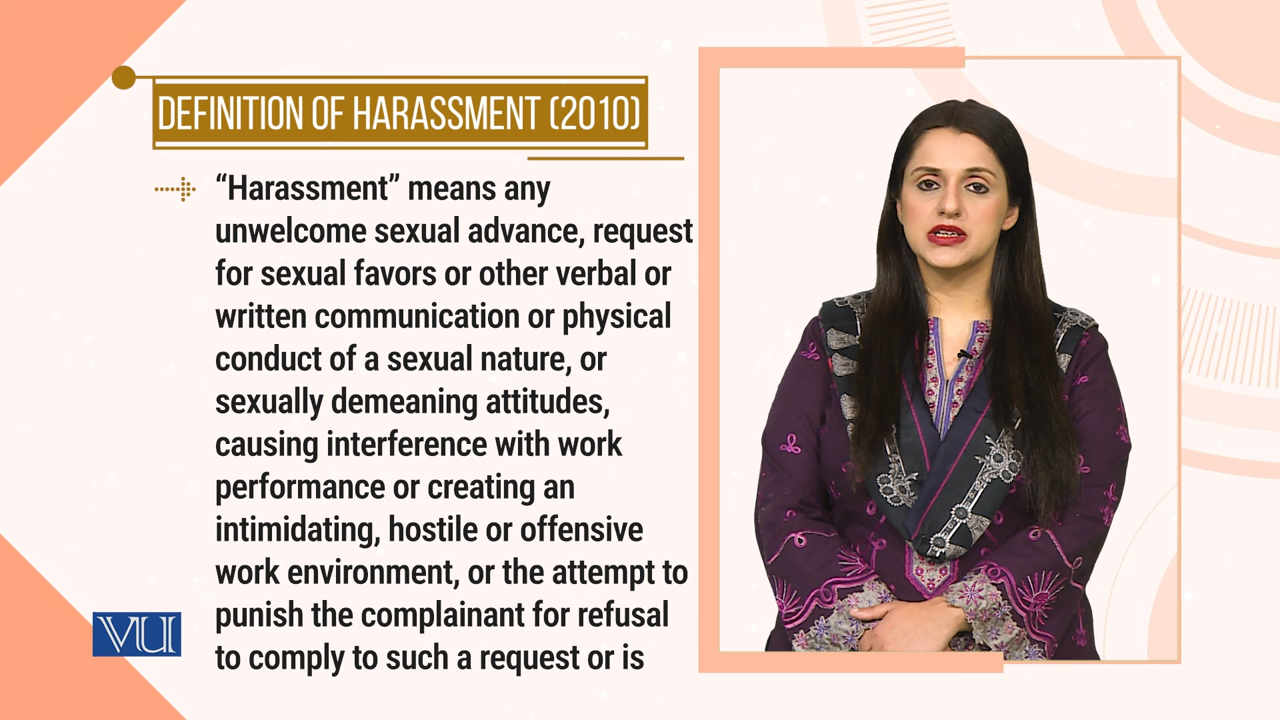 DEFINITION OF HARASSMENT (2010)
“Harassment” means any
unwelcome sexual advance, request
for sexual favors or other verbal or
written communication or physical
conduct of a sexual nature, or
sexually demeaning attitudes,
causing interference with work
performance or creating an
intimidating, hostile or offensive
work environment, or the attempt to
punish the complainant for refusal
to comply to such a request or is
VU